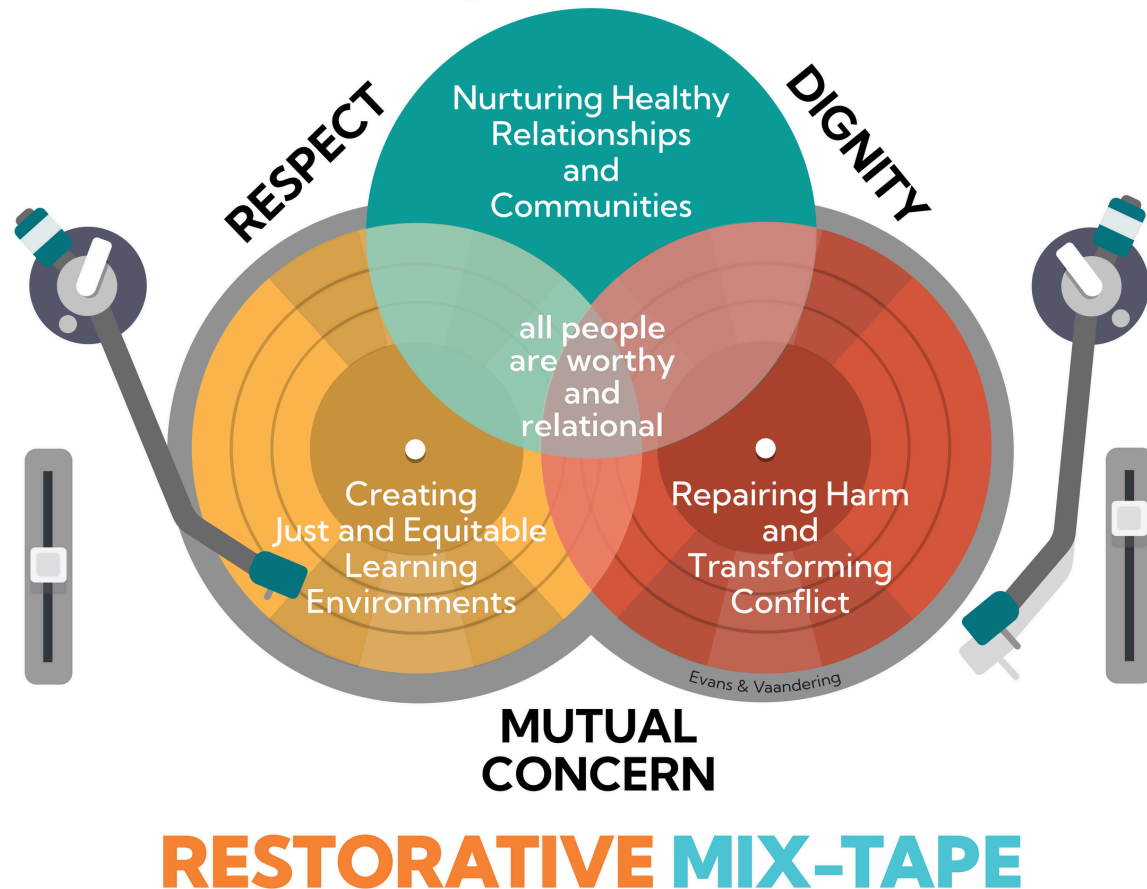 RESPECT
DIGNITY
Nurturing Healthy
Relationships
and
Communities
all people
are worthy
and
relational
Creating
Just and Equitable
Learning
Environments
Repairing Harm
and
Transforming
Conflict
Evans & Vaandering
MUTUAL
CONCERN
RESTORATIVE MIX-TAPE